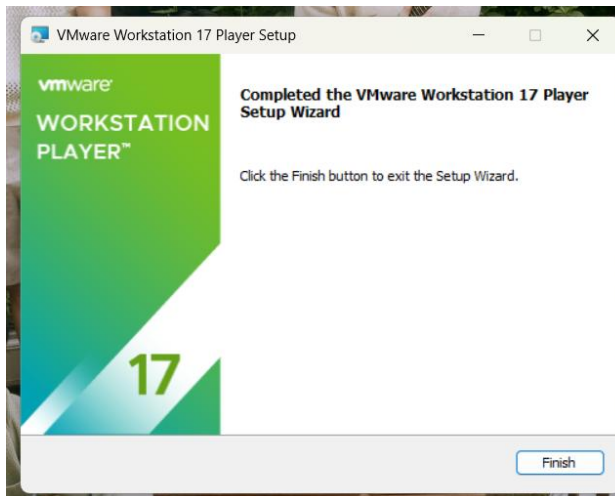 VMware Workstation 17 Player Setup
vmware
WORKSTATION
PLAYER™
17
Completed the VMware Workstation 17 Player
Setup Wizard
Click the Finish button to exit the Setup Wizard.
Finish